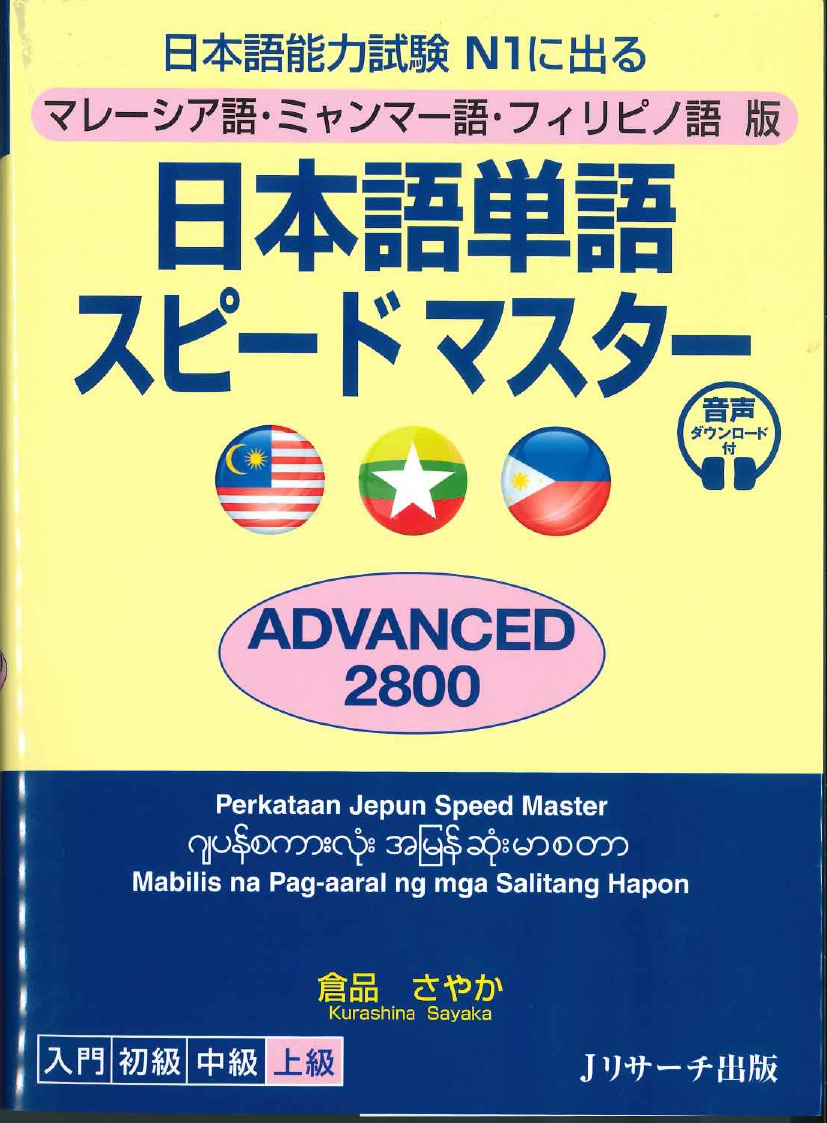 日本語能力試験 N1に出る
マレーシア語・ミャンマー語・フィリピノ語 版
日本語単語
スピードマスター
音声
ダウンロード
付
ADVANCED
2800
Perkataan Jepun Speed Master
ဂျပန်စကားလုံး အမြန်ဆုံးမာစတာ
Mabilis na Pag-aaral ng mga Salitang Hapon
倉品 さやか
Kurashina Sayaka
入門 初級 中級 上級
Jリサーチ出版